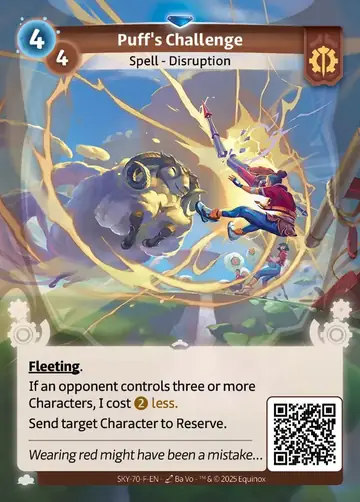 4
4
Puff's Challenge
Spell - Disruption
Fleeting.
If an opponent controls three or more
Characters, I cost 2 less.
Send target Character to Reserve.
Wearing red might have been a mistake...
SKY-70-F-EN - Ba Vo - ™ & © 2025 Equinox